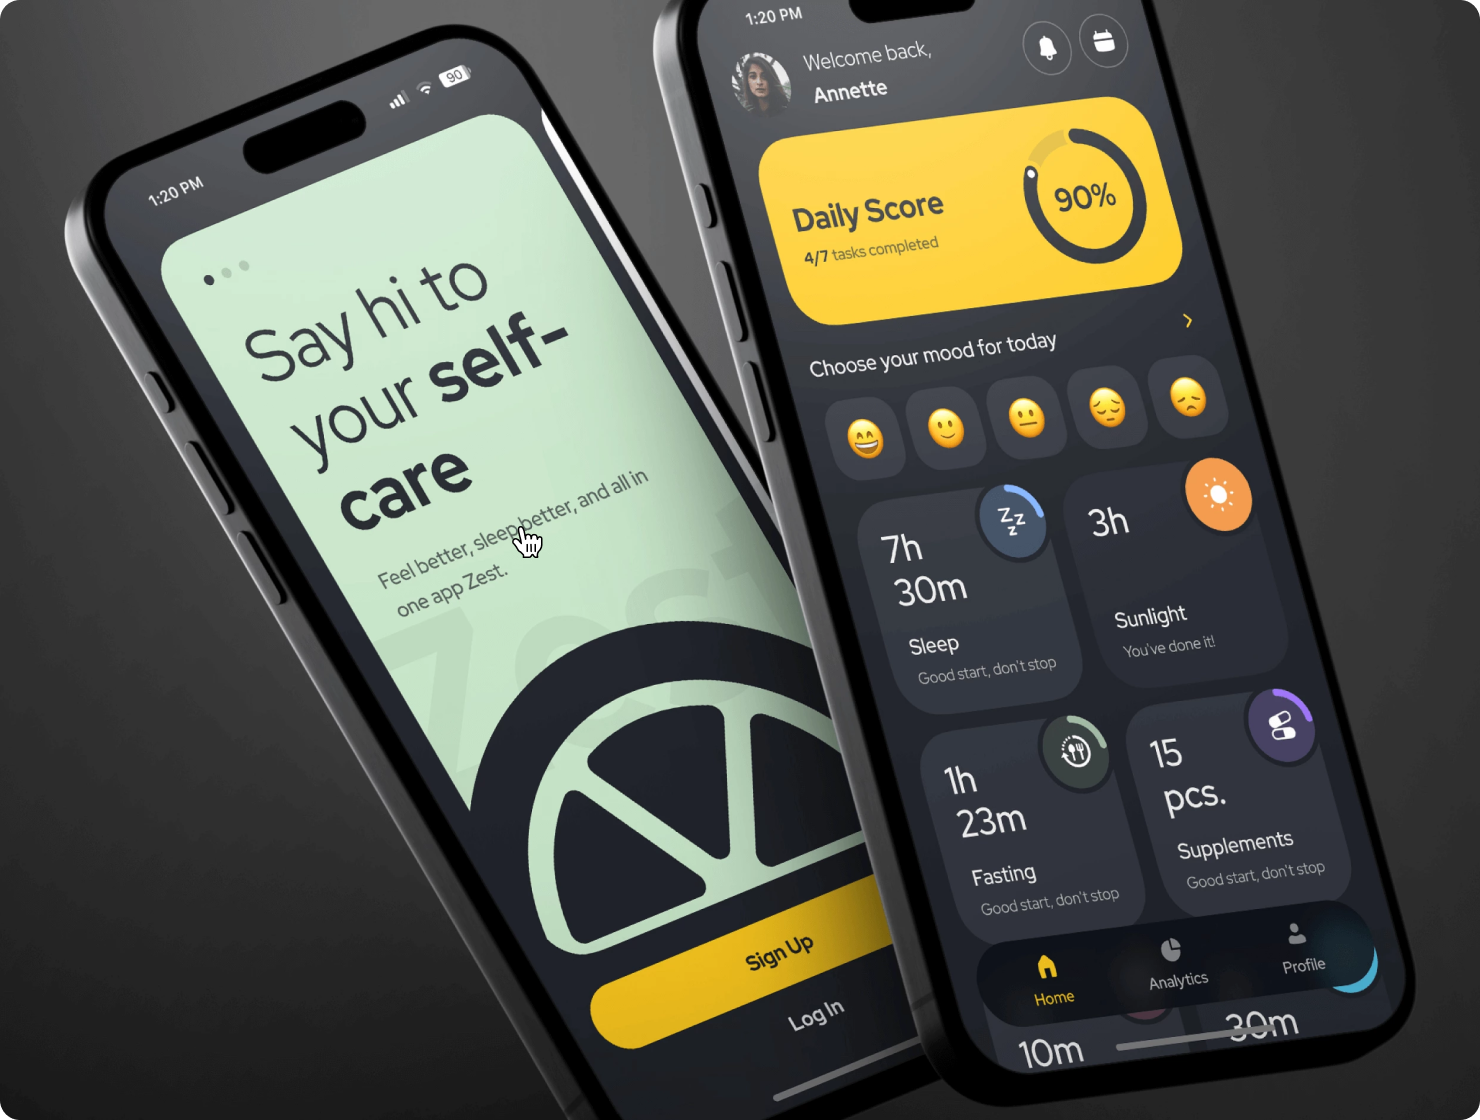 1:20 PM
90
Say hi to
your self-
care
Feel better, sleep better, and all in
one app Zest.
Zest
Sign Up
Log In
1:20 PM
Welcome back,
Annette
Daily Score
4/7 tasks completed
90%
Choose your mood for today
7h
30m
Sleep
Good start, don't stop
Zzz
3h
Sunlight
You've done it!
1h
23m
Fasting
Good start, don't stop
15
pcs.
Supplements
Good start, don't stop
Home
Analytics
Profile
10m
30m